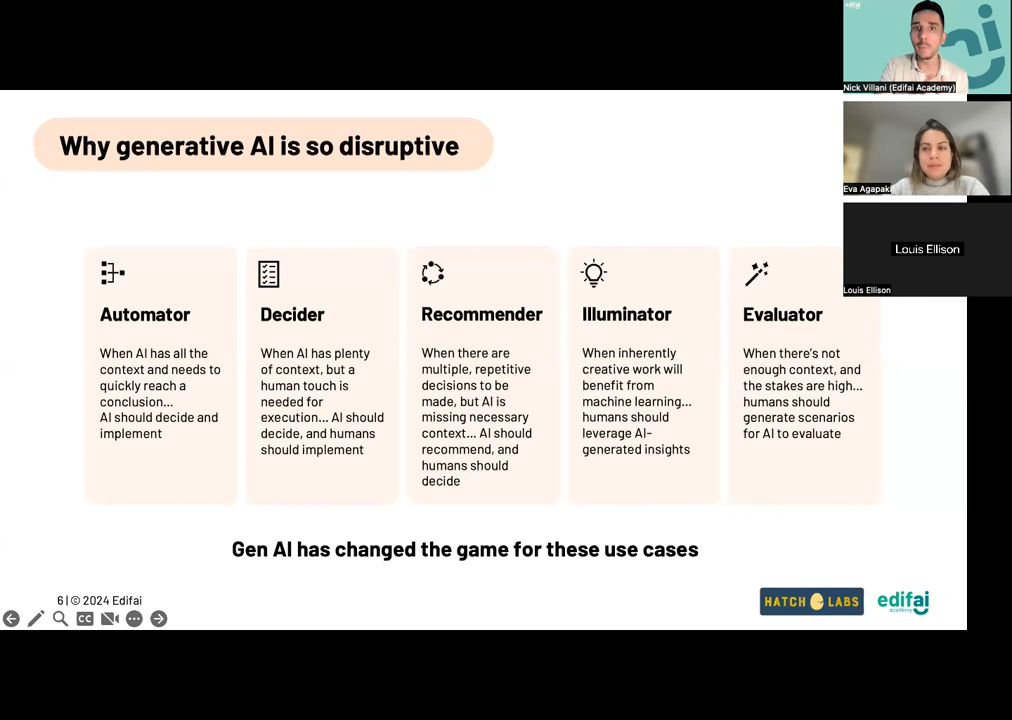 edifai
Nick Villani (Edifai Academy)
Why generative AI is so disruptive
Eva Agapaki
Louis Ellison
Louis Ellison
Automator
When AI has all the
context and needs to
quickly reach a
conclusion...
AI should decide and
implement
Decider
When AI has plenty
of context, but a
human touch is
needed for
execution... AI should
decide, and humans
should implement
Recommender
When there are
multiple, repetitive
decisions to be
made, but AI is
missing necessary
context... AI should
recommend, and
humans should
decide
Illuminator
When inherently
creative work will
benefit from
machine learning...
humans should
leverage AI-
generated insights
Evaluator
When there's not
enough context, and
the stakes are high...
humans should
generate scenarios
for AI to evaluate
Gen AI has changed the game for these use cases
6 | © 2024 Edifai
CC
HATCH LABS
edifai
academy